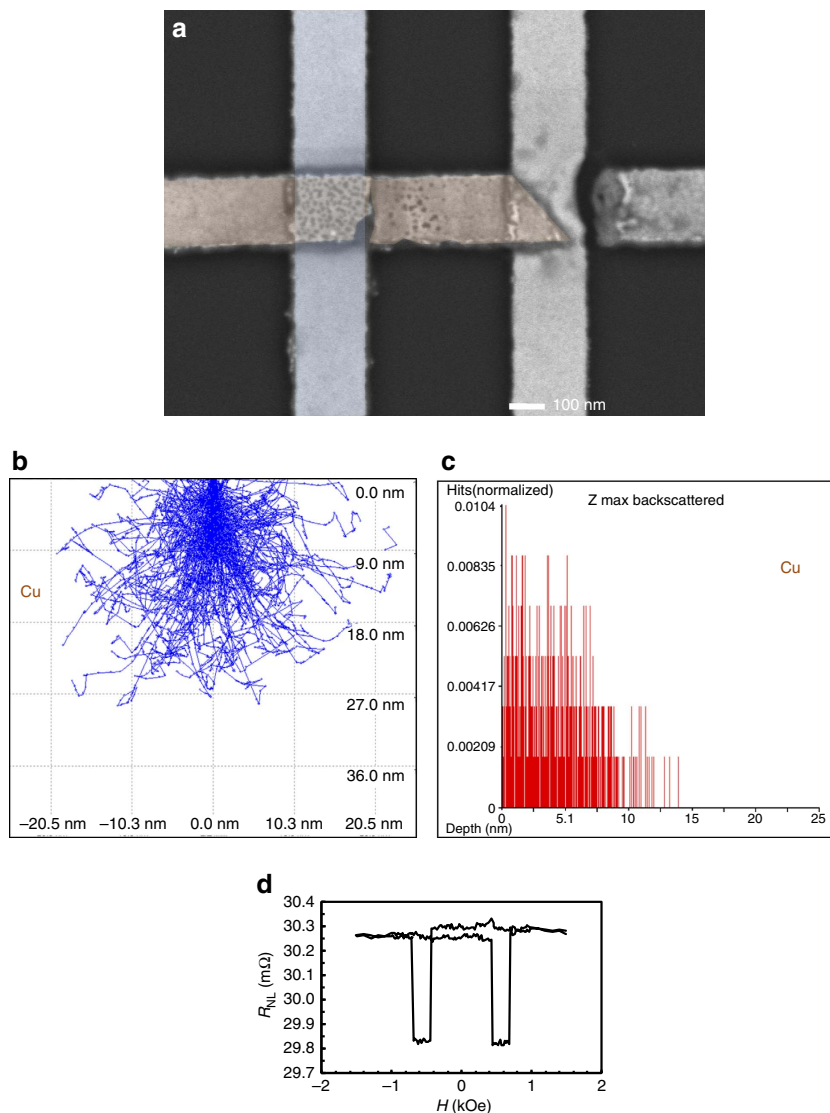 a
100 nm
b
0.0 nm
9.0 nm
Cu
18.0 nm
27.0 nm
36.0 nm
−20.5 nm −10.3 nm 0.0 nm 10.3 nm 20.5 nm
c
Hits(normalized)
Z max backscattered
0.0104
0.00835
Cu
0.00626
0.00417
0.00209
0
Depth (nm)
0 2.5 5.1 10 15 20 25
d
30.4
30.3
30.2
30.1
30.0
29.9
29.8
29.7
R_NL (mΩ)
−2 −1 0 1 2
H (kOe)